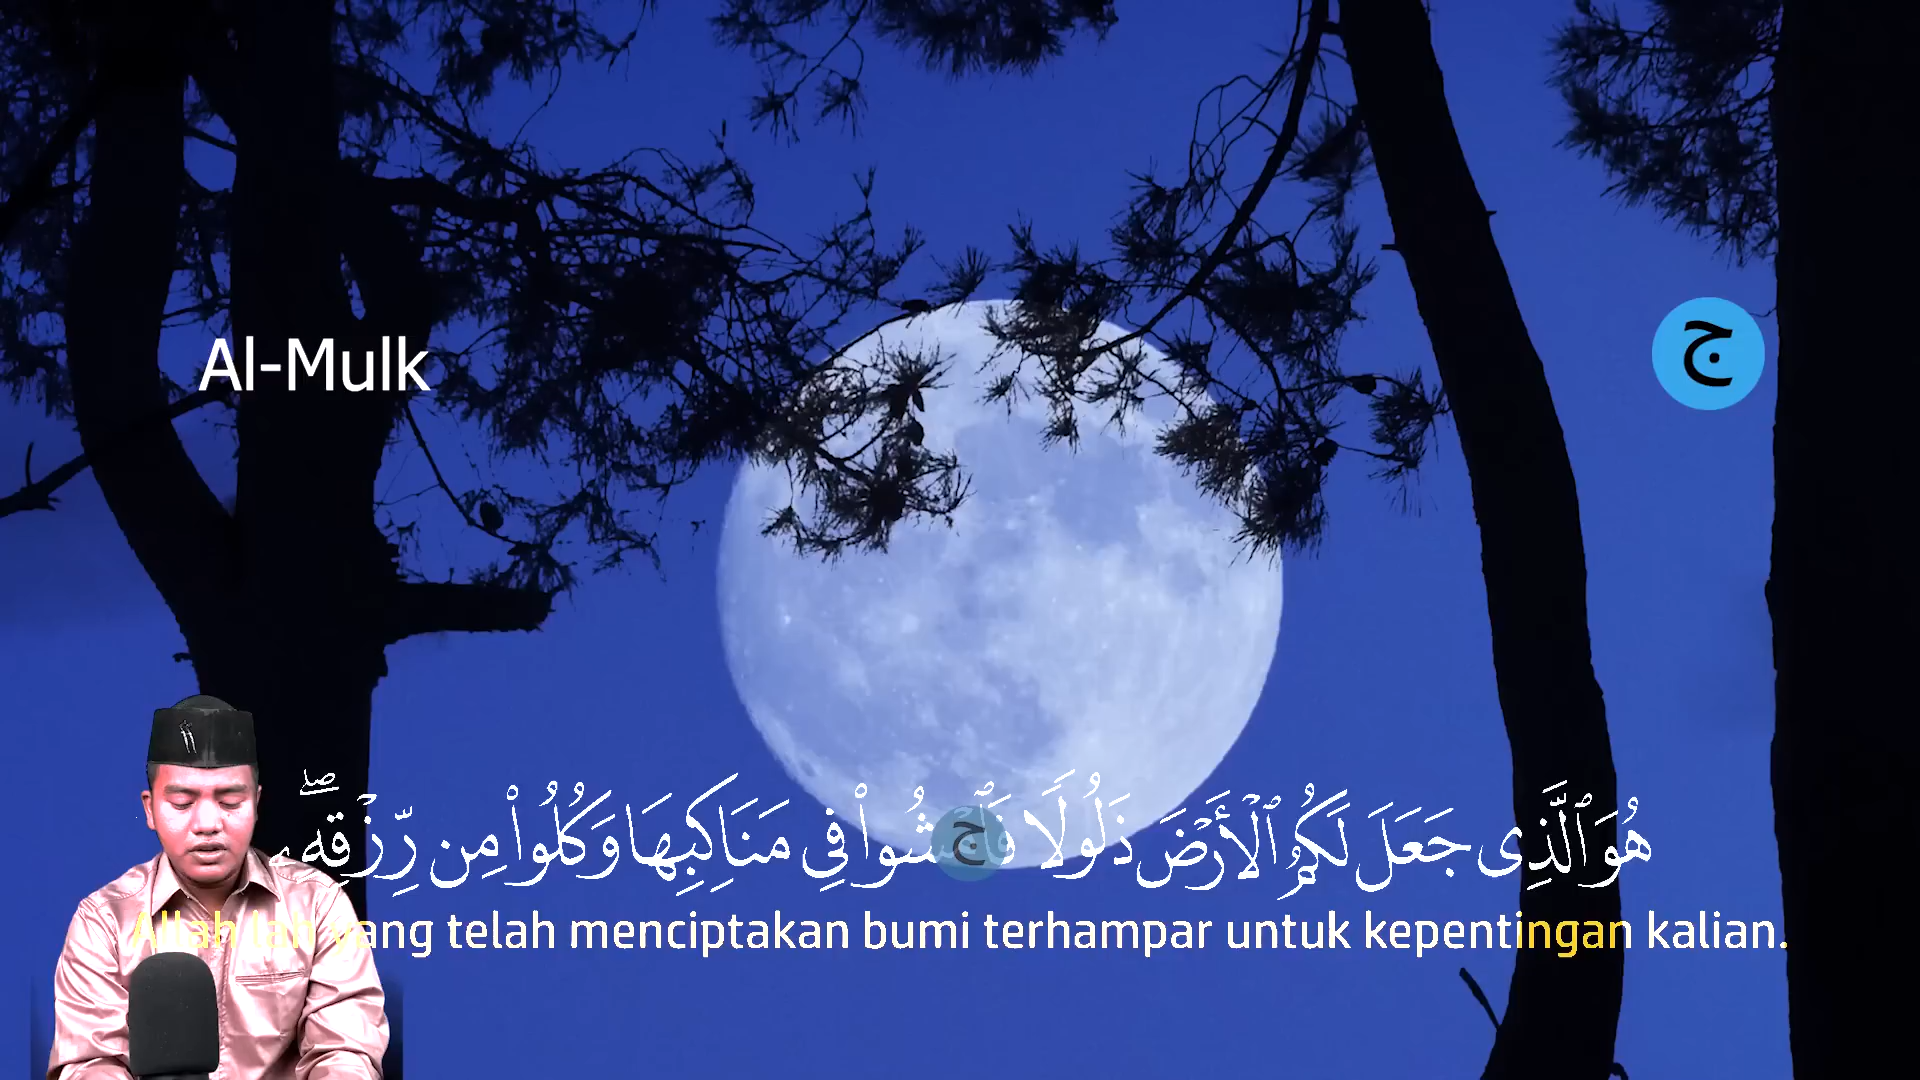 Al-Mulk
ج
هُوَ ٱلَّذِى جَعَلَ لَكُمُ ٱلْأَرْضَ ذَلُولًا فَٱمْشُوا۟ فِى مَنَاكِبِهَا وَكُلُوا۟ مِن رِّزْقِهِۦ ۖ
ج
Allah lah yang telah menciptakan bumi terhampar untuk kepentingan kalian.